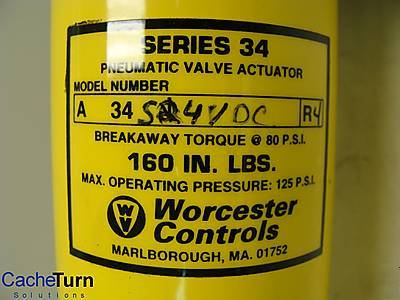 SERIES 34
PNEUMATIC VALVE ACTUATOR
MODEL NUMBER
A 34 R4
BREAKAWAY TORQUE @ 80 P.S.I.
160 IN. LBS.
MAX. OPERATING PRESSURE: 125 P.S.I.
Worcester
Controls
MARLBOROUGH, MA. 01752
CacheTurn
Solutions